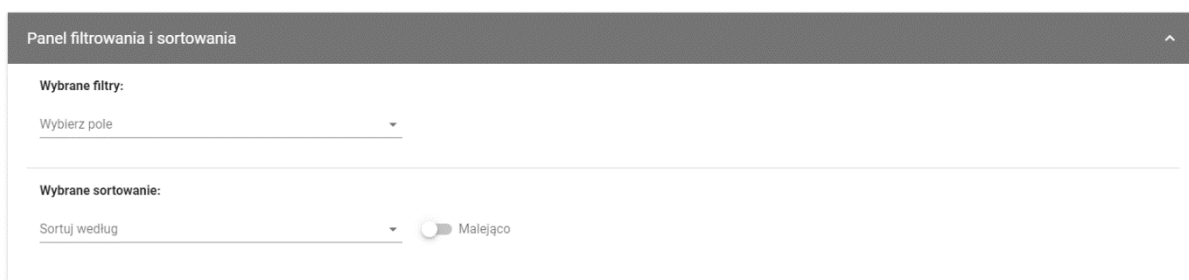 Panel filtrowania i sortowania
Wybrane filtry:
Wybierz pole
Wybrane sortowanie:
Sortuj według
Malejąco